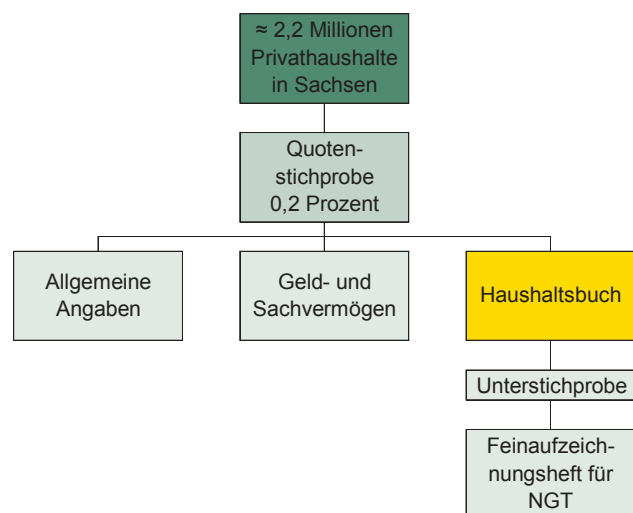 ≈ 2,2 Millionen
Privathaushalte
in Sachsen
Quoten-
stichprobe
0,2 Prozent
Allgemeine
Angaben
Geld- und
Sachvermögen
Haushaltsbuch
Unterstichprobe
Feinaufzeich-
nungsheft für
NGT